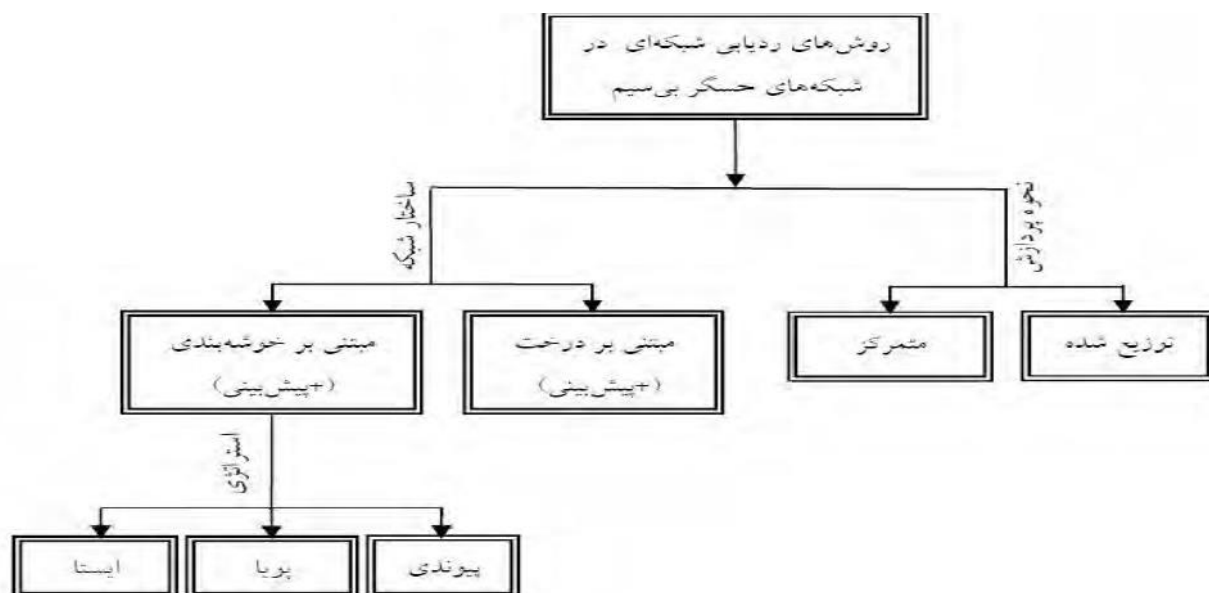 روش‌های ردیابی شبکه‌ای در
شبکه‌های حسگر بی‌سیم
نحوه پردازش
ساختار شبکه
توزیع شده
متمرکز
مبتنی بر درخت
(+پیش‌بینی)
مبتنی بر خوشه‌بندی
(+پیش‌بینی)
استراتژی
پیوندی
پویا
ایستا